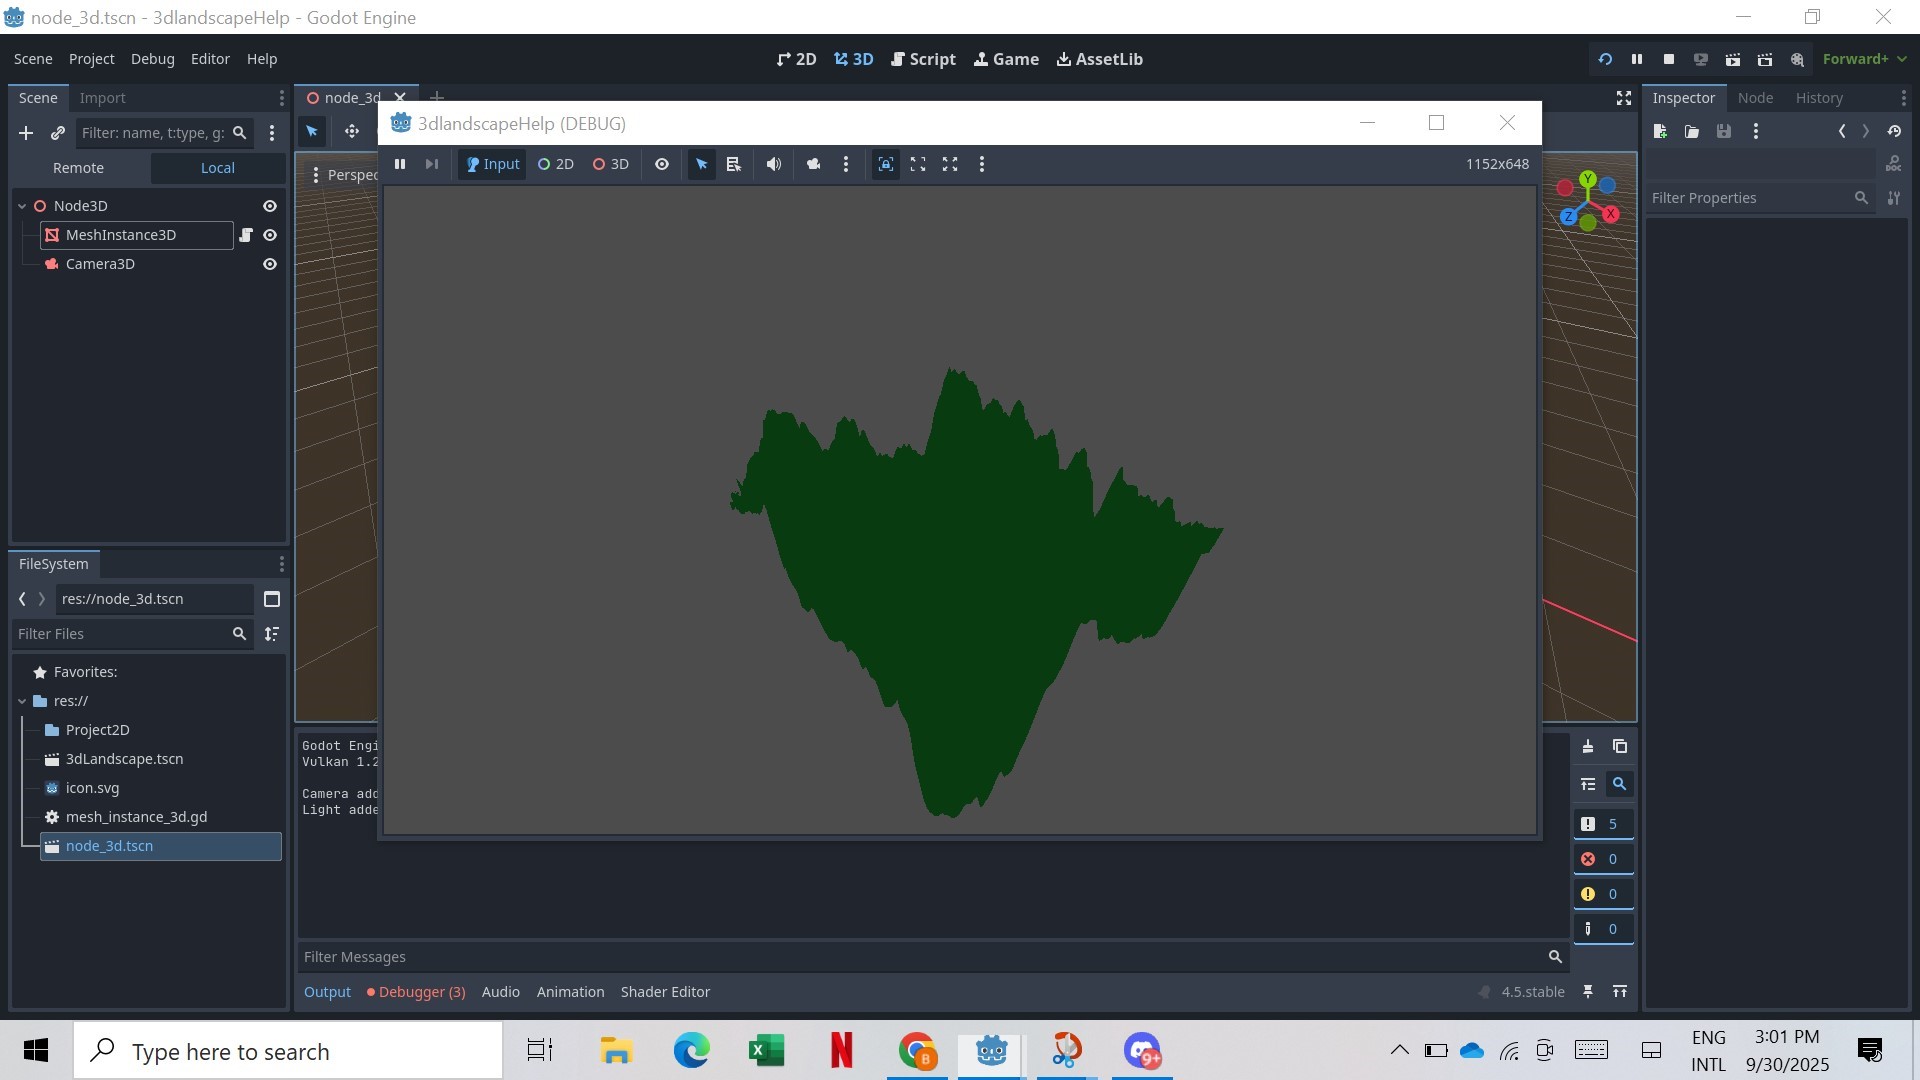 node_3d.tscn - 3dlandscapeHelp - Godot Engine
Scene Project Debug Editor Help
2D 3D Script Game AssetLib
Forward+
Scene Import
node_3d
Inspector Node History
3dlandscapeHelp (DEBUG)
Filter: name, t:type, g:
Remote Local
Perspec
Input 2D 3D
1152x648
Filter Properties
Y
X
Z
DOC
Node3D
MeshInstance3D
Camera3D
FileSystem
res://node_3d.tscn
Filter Files
Favorites:
res://
Project2D
3dLandscape.tscn
icon.svg
mesh_instance_3d.gd
node_3d.tscn
Godot Engi
Vulkan 1.2
Camera add
Light adde
5
0
0
0
Filter Messages
Output Debugger (3) Audio Animation Shader Editor
4.5.stable
Type here to search
N
B
9+
ENG
INTL
3:01 PM
9/30/2025